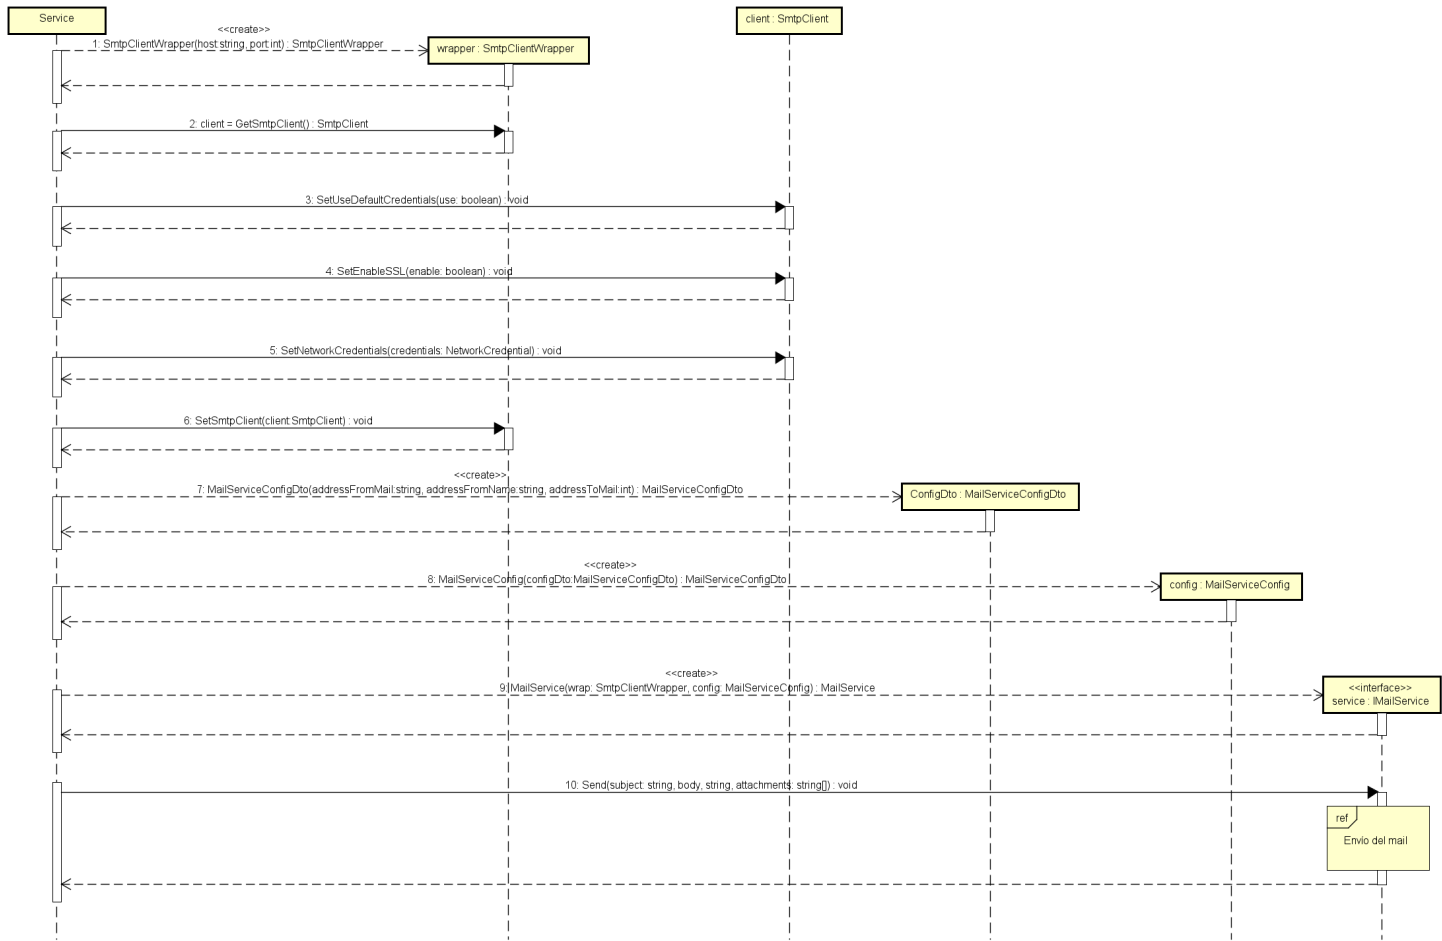 Service
client : SmtpClient
<<create>>
1: SmtpClientWrapper(host:string, port:int) : SmtpClientWrapper
wrapper : SmtpClientWrapper
2: client = GetSmtpClient() : SmtpClient
3: SetUseDefaultCredentials(use: boolean) : void
4: SetEnableSSL(enable: boolean) : void
5: SetNetworkCredentials(credentials: NetworkCredential) : void
6: SetSmtpClient(client:SmtpClient) : void
<<create>>
7: MailServiceConfigDto(addressFromMail:string, addressFromName:string, addressToMail:int) : MailServiceConfigDto
ConfigDto : MailServiceConfigDto
<<create>>
8: MailServiceConfig(configDto:MailServiceConfigDto) : MailServiceConfigDto
config : MailServiceConfig
<<create>>
9: MailService(wrap: SmtpClientWrapper, config: MailServiceConfig) : MailService
<<interface>>
service : IMailService
10: Send(subject: string, body, string, attachments: string[]) : void
ref
Envío del mail